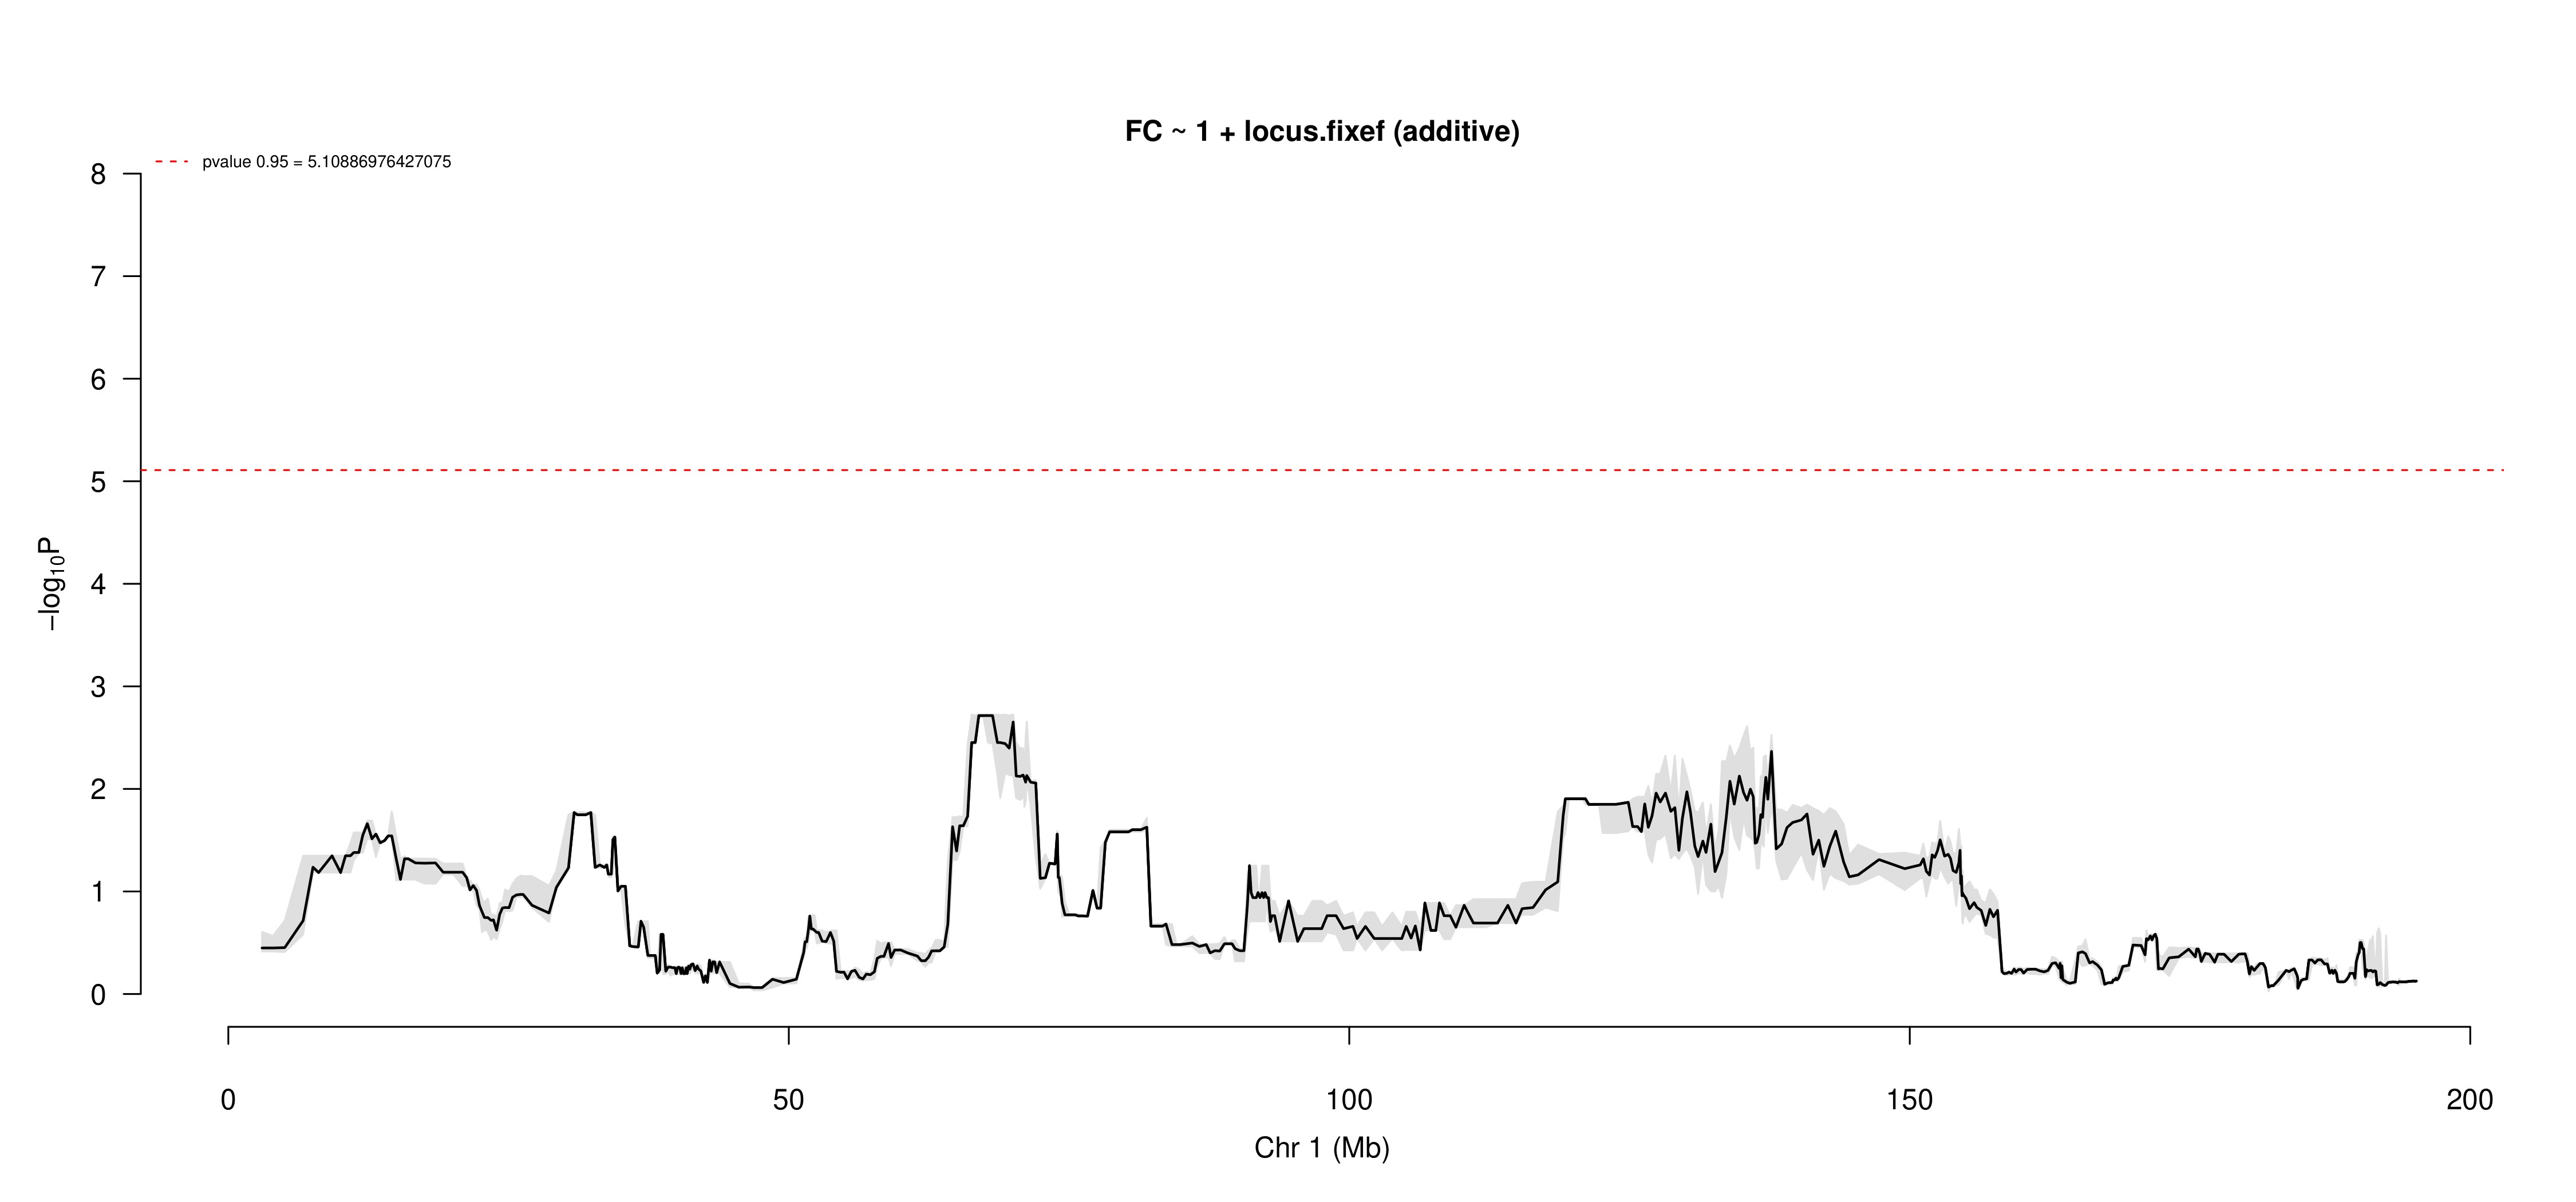 FC ~ 1 + locus.fixef (additive)
pvalue 0.95 = 5.10886976427075
8
7
6
5
4
3
2
1
0
−log10P
0 50 100 150 200
Chr 1 (Mb)